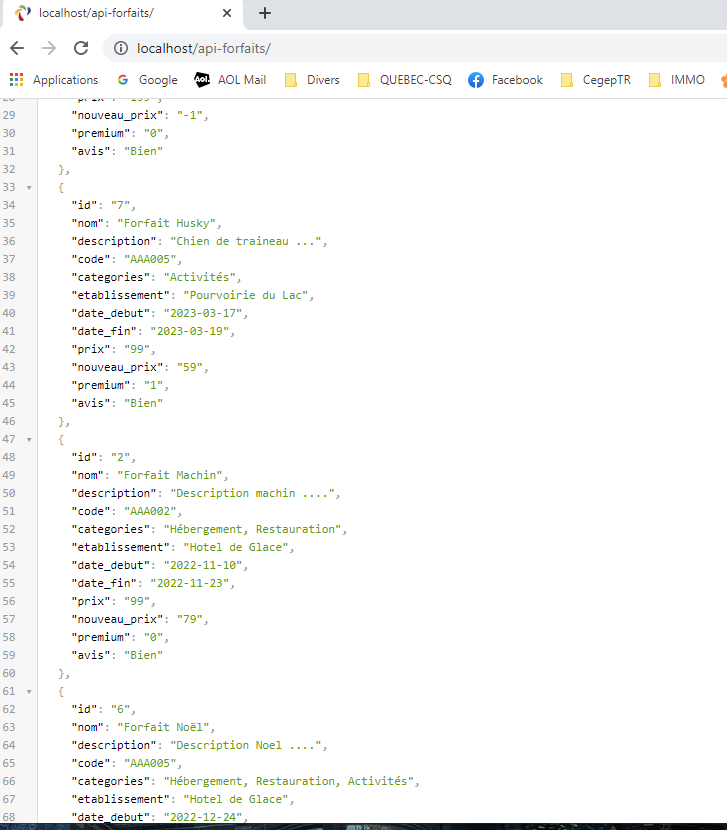 localhost/api-forfaits/
localhost/api-forfaits/
Applications Google Aol. AOL Mail Divers QUEBEC-CSQ Facebook CegepTR IMMO
28 "prix": "199",
29 "nouveau_prix": "-1",
30 "premium": "0",
31 "avis": "Bien"
32 },
33 {
34 "id": "7",
35 "nom": "Forfait Husky",
36 "description": "Chien de traineau ...",
37 "code": "AAA005",
38 "categories": "Activités",
39 "etablissement": "Pourvoirie du Lac",
40 "date_debut": "2023-03-17",
41 "date_fin": "2023-03-19",
42 "prix": "99",
43 "nouveau_prix": "59",
44 "premium": "1",
45 "avis": "Bien"
46 },
47 {
48 "id": "2",
49 "nom": "Forfait Machin",
50 "description": "Description machin ....",
51 "code": "AAA002",
52 "categories": "Hébergement, Restauration",
53 "etablissement": "Hotel de Glace",
54 "date_debut": "2022-11-10",
55 "date_fin": "2022-11-23",
56 "prix": "99",
57 "nouveau_prix": "79",
58 "premium": "0",
59 "avis": "Bien"
60 },
61 {
62 "id": "6",
63 "nom": "Forfait Noël",
64 "description": "Description Noel ....",
65 "code": "AAA005",
66 "categories": "Hébergement, Restauration, Activités",
67 "etablissement": "Hotel de Glace",
68 "date_debut": "2022-12-24",